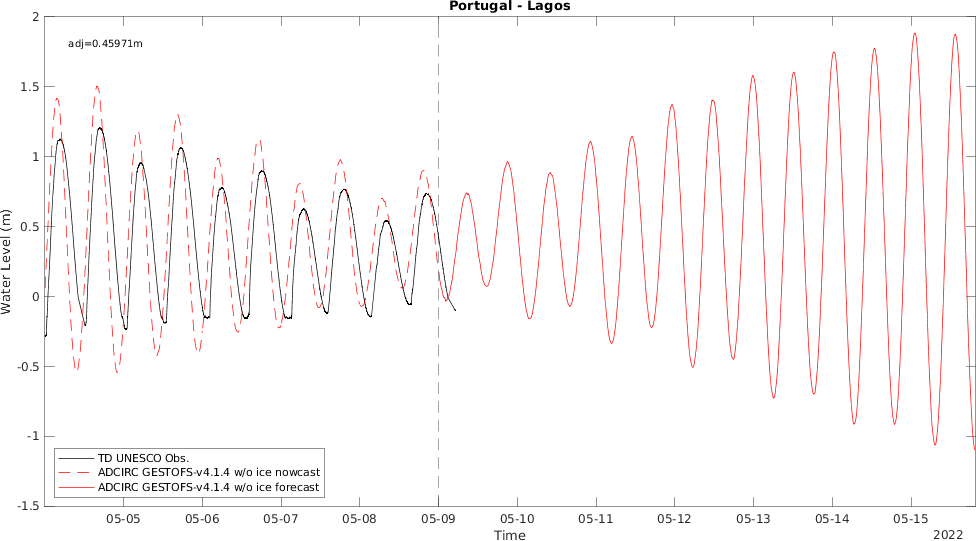 Portugal - Lagos
adj=0.45971m
2
1.5
1
0.5
0
-0.5
-1
-1.5
Water Level (m)
TD UNESCO Obs.
ADCIRC GESTOFS-v4.1.4 w/o ice nowcast
ADCIRC GESTOFS-v4.1.4 w/o ice forecast
05-05 05-06 05-07 05-08 05-09 05-10 05-11 05-12 05-13 05-14 05-15
Time
2022